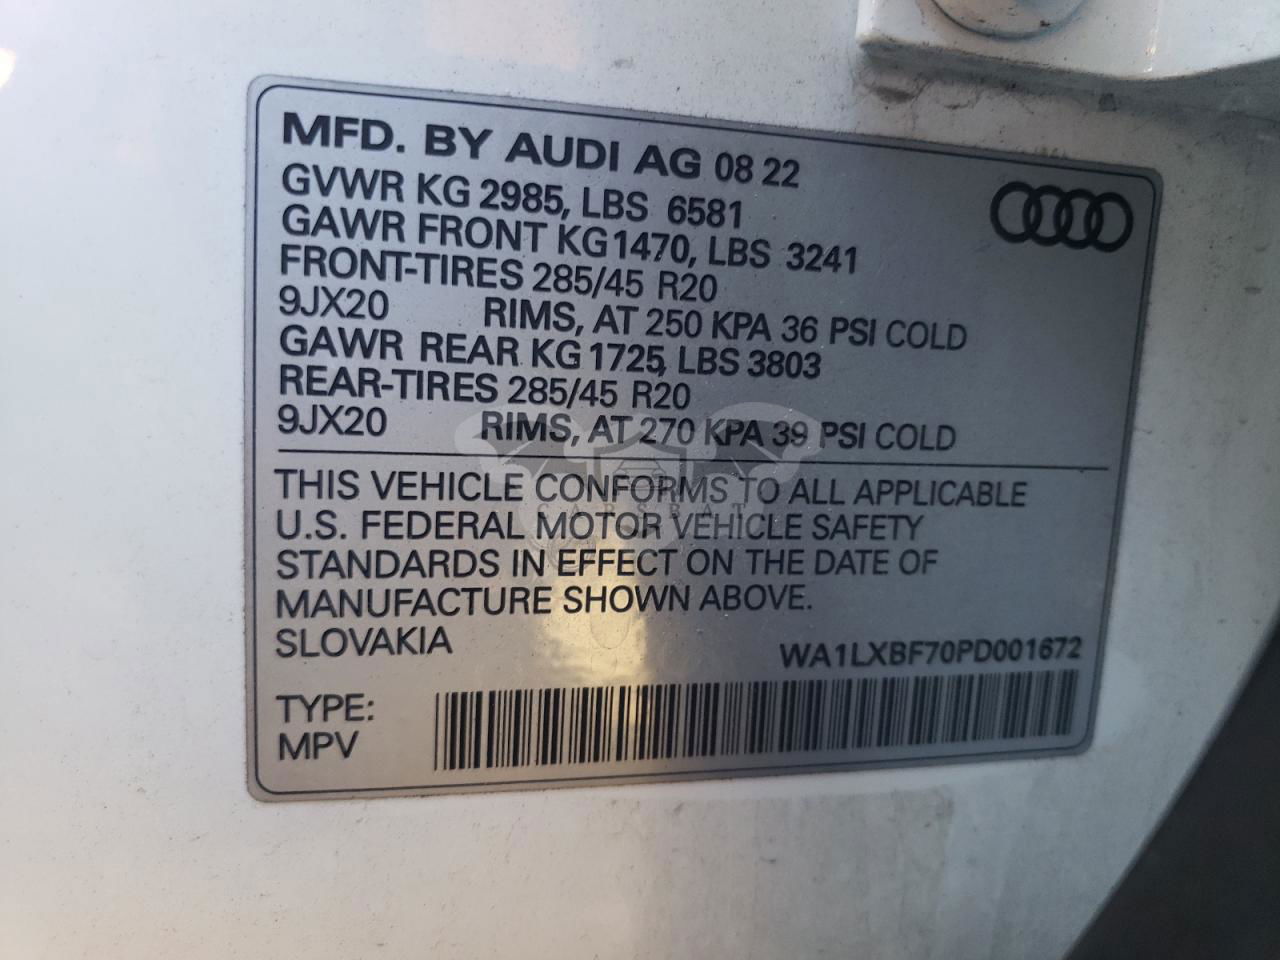 MFD. BY AUDI AG 08 22
GVWR KG 2985, LBS 6581
GAWR FRONT KG1470, LBS 3241
FRONT-TIRES 285/45 R20
9JX20 RIMS, AT 250 KPA 36 PSI COLD
GAWR REAR KG 1725, LBS 3803
REAR-TIRES 285/45 R20
9JX20 RIMS, AT 270 KPA 39 PSI COLD
THIS VEHICLE CONFORMS TO ALL APPLICABLE
CARSBAT
U.S. FEDERAL MOTOR VEHICLE SAFETY
STANDARDS IN EFFECT ON THE DATE OF
MANUFACTURE SHOWN ABOVE.
SLOVAKIA WA1LXBF70PD001672
TYPE:
MPV